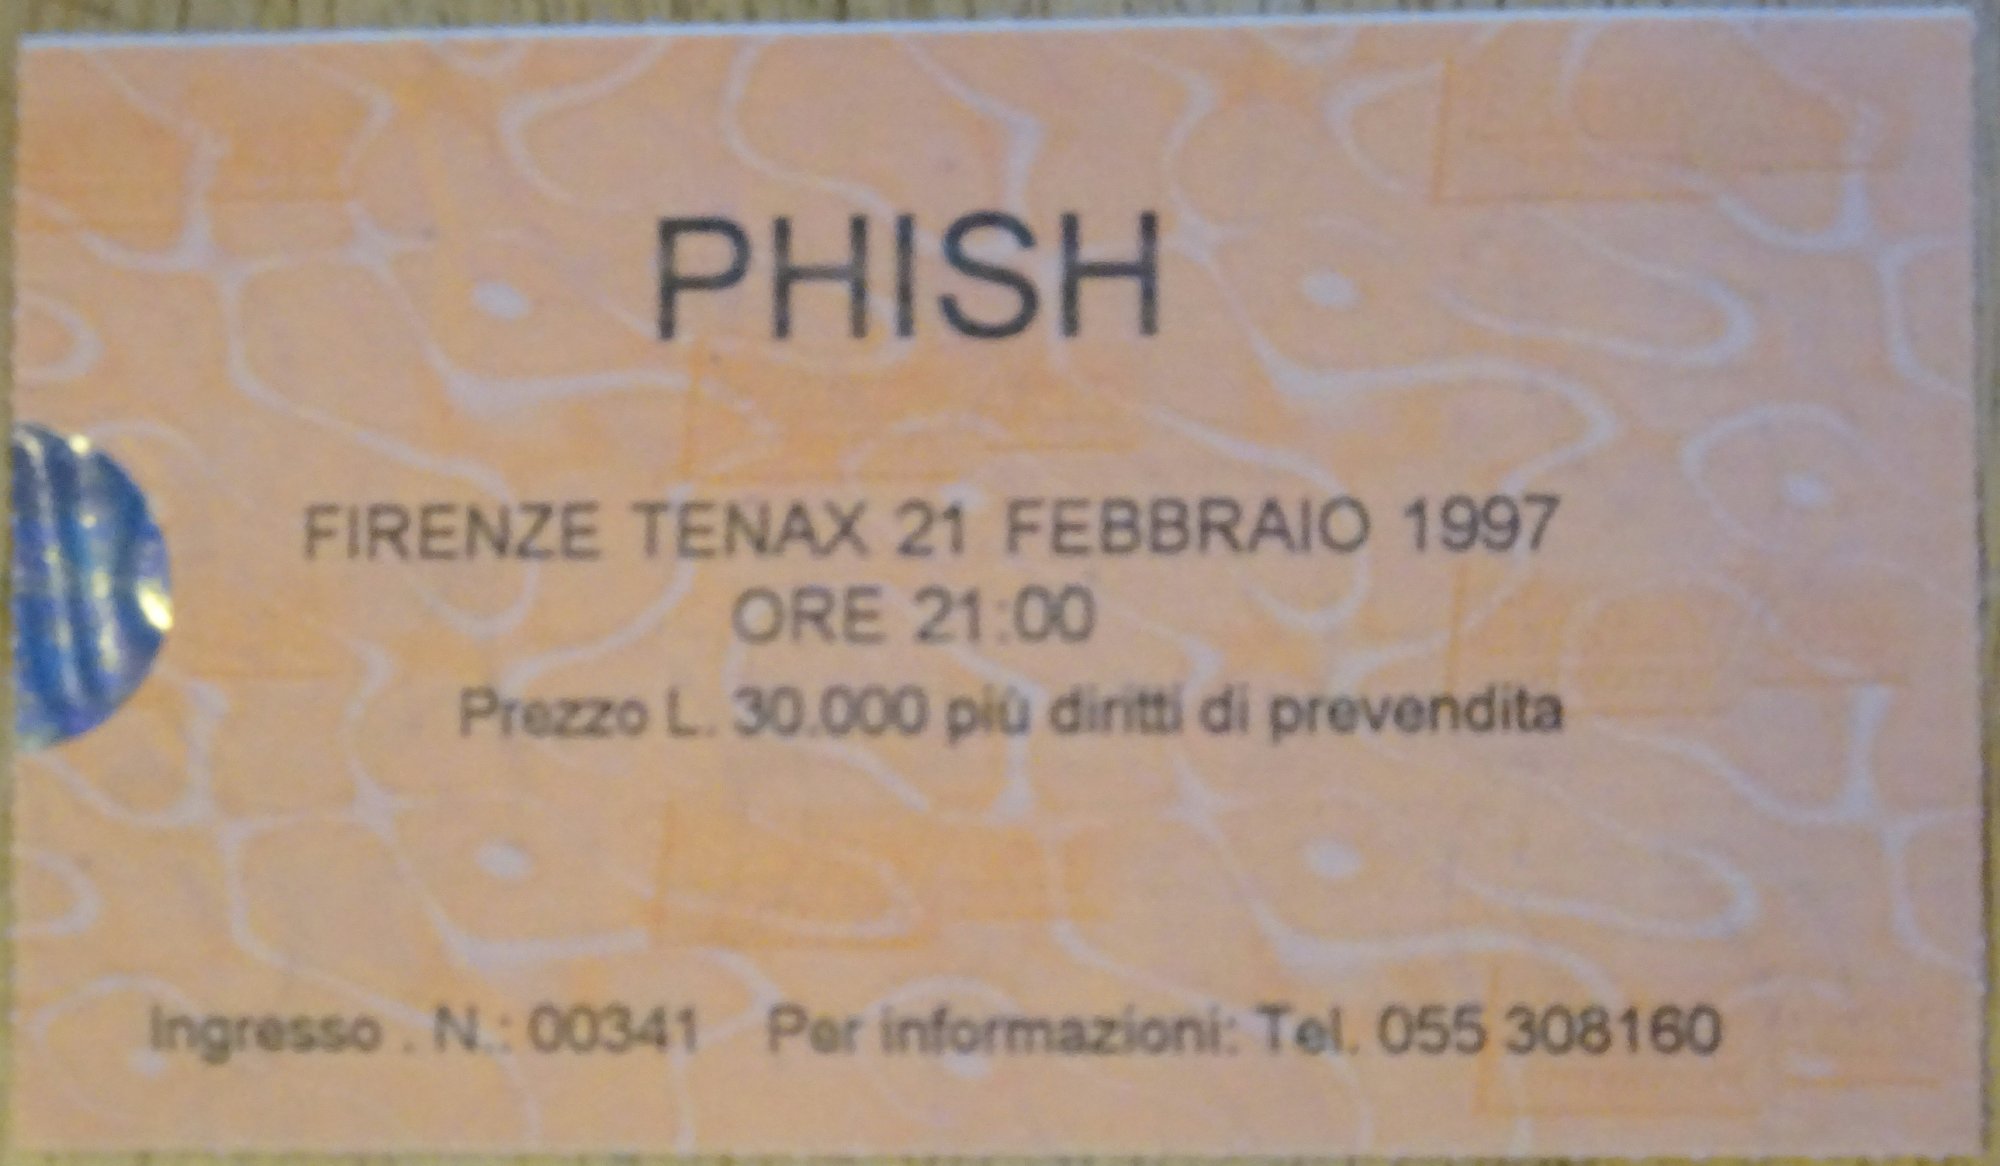 PHISH
FIRENZE TENAX 21 FEBBRAIO 1997
ORE 21:00
Prezzo L. 30.000 più diritti di prevendita
Ingresso . N.: 00341 Per informazioni: Tel. 055 308160